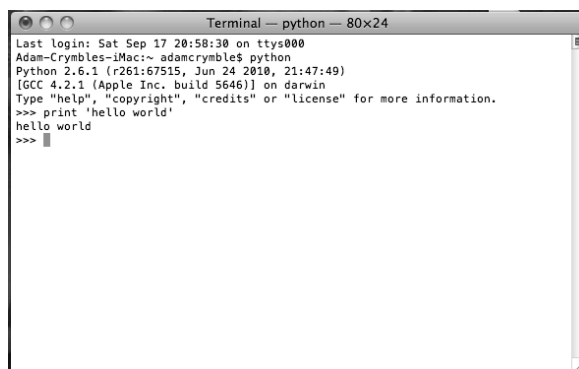 Terminal — python — 80×24
Last login: Sat Sep 17 20:58:30 on ttys000
Adam-Crymbles-iMac:~ adamcrymble$ python
Python 2.6.1 (r261:67515, Jun 24 2010, 21:47:49)
[GCC 4.2.1 (Apple Inc. build 5646)] on darwin
Type "help", "copyright", "credits" or "license" for more information.
>>> print 'hello world'
hello world
>>>